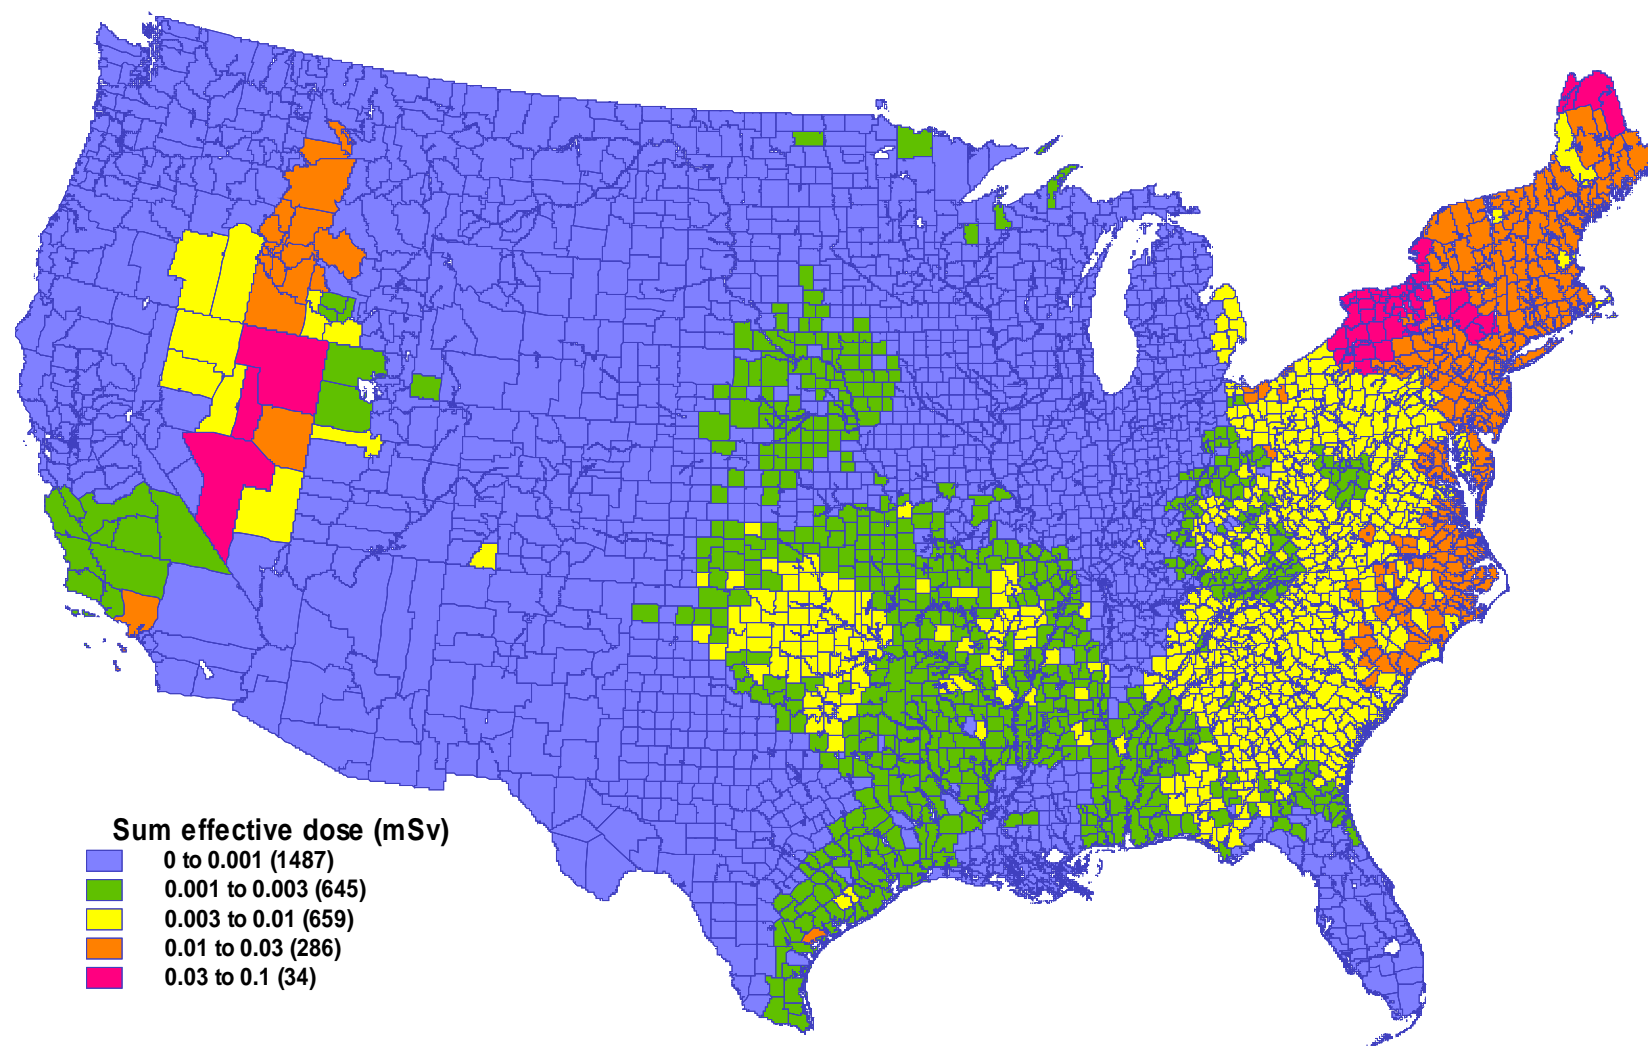 Sum effective dose (mSv)
0 to 0.001 (1487)
0.001 to 0.003 (645)
0.003 to 0.01 (659)
0.01 to 0.03 (286)
0.03 to 0.1 (34)